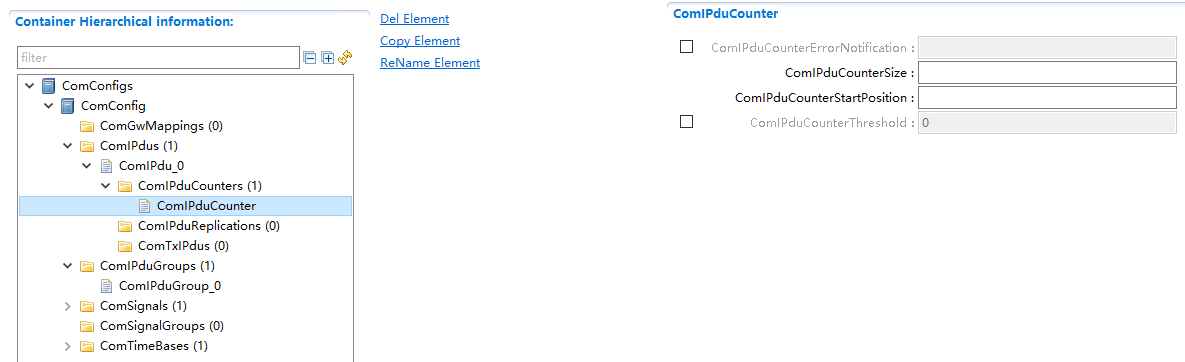 Container Hierarchical information:
filter
ComConfigs
ComConfig
ComGwMappings (0)
ComIPdus (1)
ComIPdu_0
ComIPduCounters (1)
ComIPduCounter
ComIPduReplications (0)
ComTxIPdus (0)
ComIPduGroups (1)
ComIPduGroup_0
ComSignals (1)
ComSignalGroups (0)
ComTimeBases (1)
Del Element
Copy Element
ReName Element
ComIPduCounter
ComIPduCounterErrorNotification :
ComIPduCounterSize :
ComIPduCounterStartPosition :
ComIPduCounterThreshold : 0